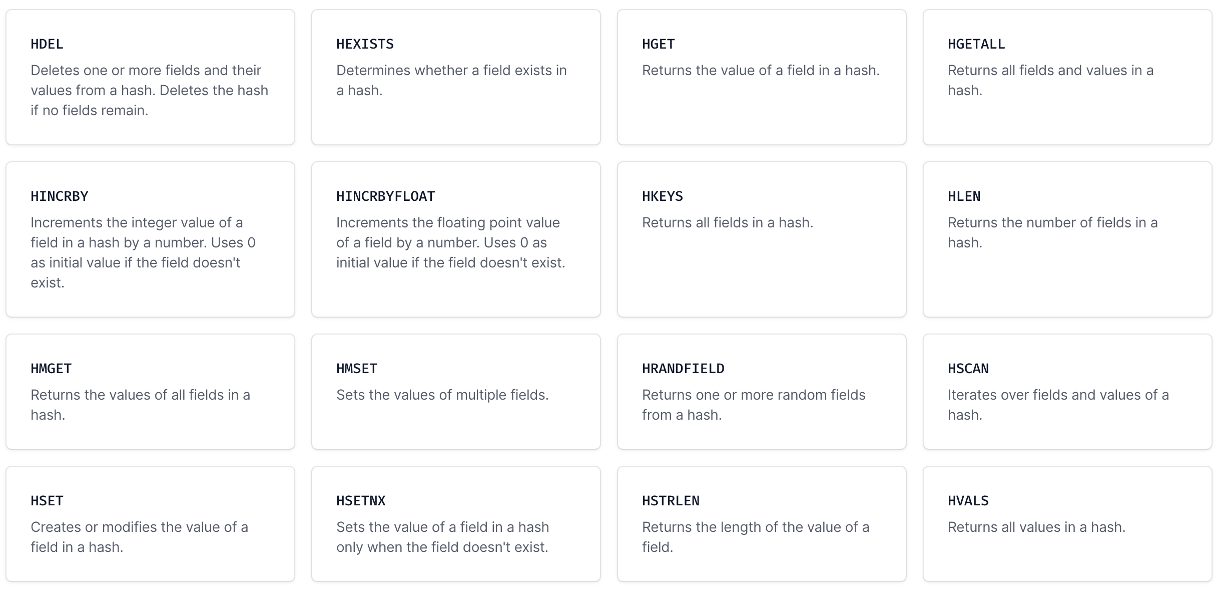 HDEL
Deletes one or more fields and their
values from a hash. Deletes the hash
if no fields remain.
HEXISTS
Determines whether a field exists in
a hash.
HGET
Returns the value of a field in a hash.
HGETALL
Returns all fields and values in a
hash.
HINCRBY
Increments the integer value of a
field in a hash by a number. Uses 0
as initial value if the field doesn't
exist.
HINCRBYFLOAT
Increments the floating point value
of a field by a number. Uses 0 as
initial value if the field doesn't exist.
HKEYS
Returns all fields in a hash.
HLEN
Returns the number of fields in a
hash.
HMGET
Returns the values of all fields in a
hash.
HMSET
Sets the values of multiple fields.
HRANDFIELD
Returns one or more random fields
from a hash.
HSCAN
Iterates over fields and values of a
hash.
HSET
Creates or modifies the value of a
field in a hash.
HSETNX
Sets the value of a field in a hash
only when the field doesn't exist.
HSTRLEN
Returns the length of the value of a
field.
HVALS
Returns all values in a hash.